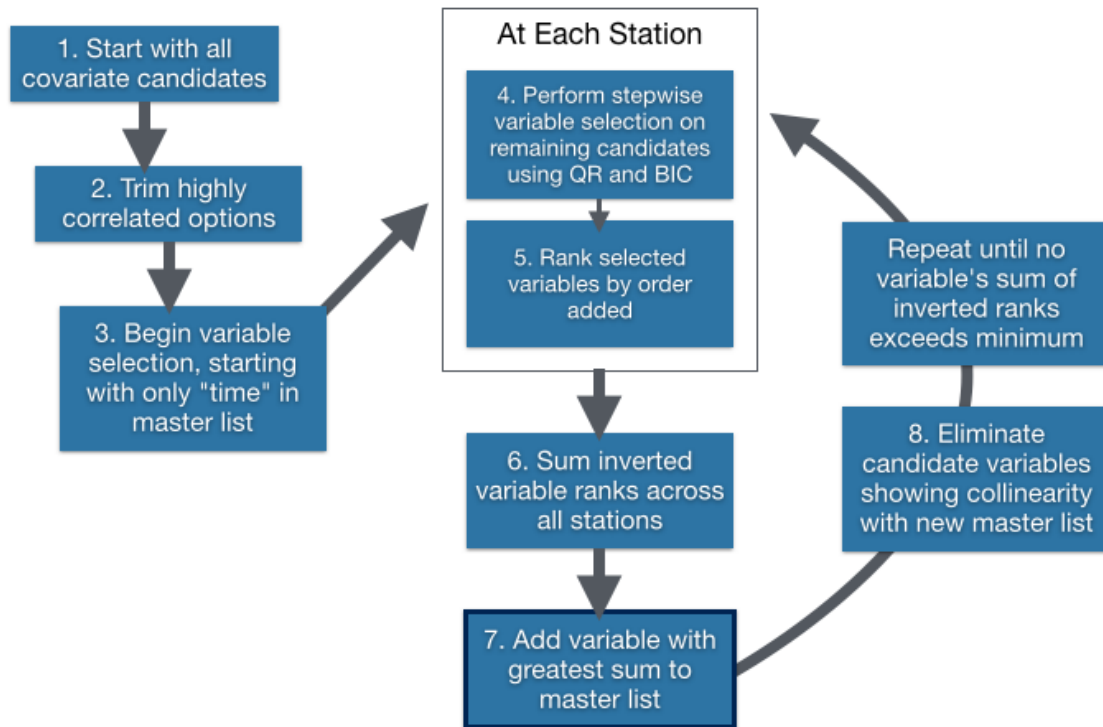 1. Start with all
covariate candidates
2. Trim highly
correlated options
3. Begin variable
selection, starting
with only "time" in
master list
At Each Station
4. Perform stepwise
variable selection on
remaining candidates
using QR and BIC
5. Rank selected
variables by order
added
6. Sum inverted
variable ranks across
all stations
7. Add variable with
greatest sum to
master list
8. Eliminate
candidate variables
showing collinearity
with new master list
Repeat until no
variable's sum of
inverted ranks
exceeds minimum